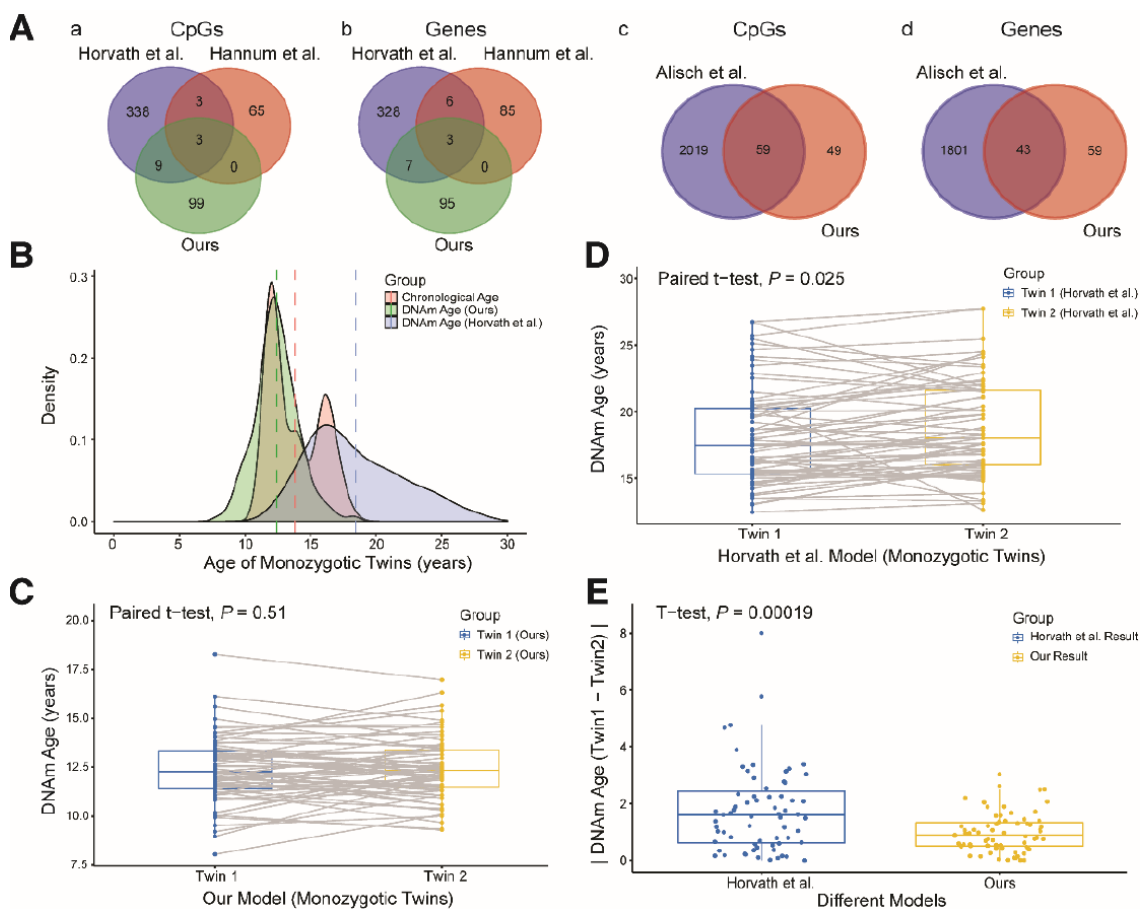 A
a
CpGs
Horvath et al.
Hannum et al.
338
3
65
3
9
0
99
Ours
b
Genes
Horvath et al.
Hannum et al.
328
6
85
3
7
0
95
Ours
c
CpGs
Alisch et al.
2019
59
49
Ours
d
Genes
Alisch et al.
1801
43
59
Ours
B
Density
0.3
0.2
0.1
0.0
Group
Chronological Age
DNAm Age (Ours)
DNAm Age (Horvath et al.)
0
5
10
15
20
25
30
Age of Monozygotic Twins (years)
C
Paired t−test, P = 0.51
Group
Twin 1 (Ours)
Twin 2 (Ours)
DNAm Age (years)
20.0
17.5
15.0
12.5
10.0
7.5
Twin 1
Twin 2
Our Model (Monozygotic Twins)
D
Paired t−test, P = 0.025
Group
Twin 1 (Horvath et al.)
Twin 2 (Horvath et al.)
DNAm Age (years)
30
25
20
15
Twin 1
Twin 2
Horvath et al. Model (Monozygotic Twins)
E
T−test, P = 0.00019
Group
Horvath et al. Result
Our Result
| DNAm Age (Twin1 − Twin2) |
8
6
4
2
0
Horvath et al.
Ours
Different Models